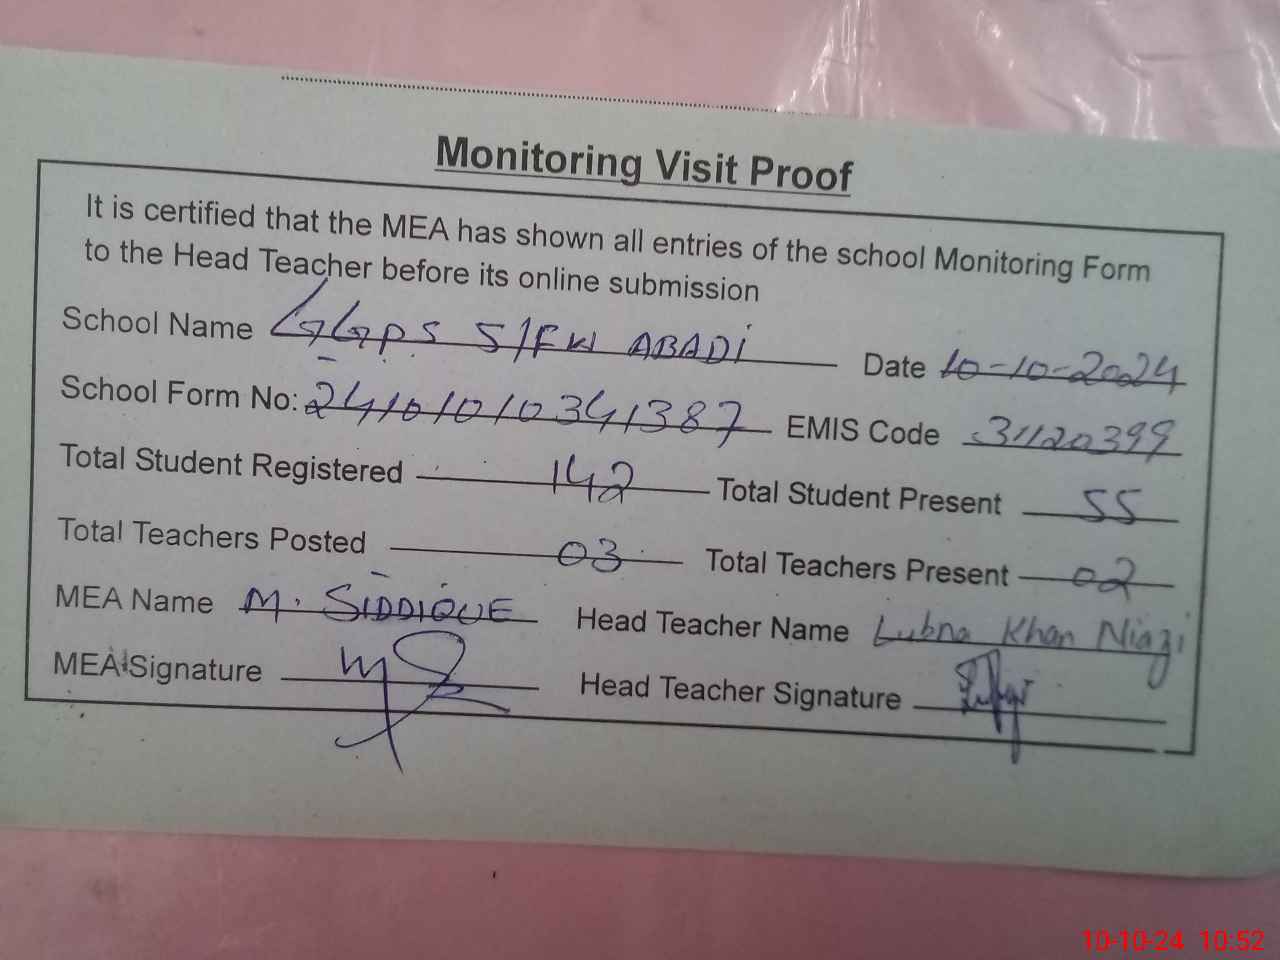 Monitoring Visit Proof
It is certified that the MEA has shown all entries of the school Monitoring Form
to the Head Teacher before its online submission
School Name GGPS S/FKI ABADI Date 10-10-2024
School Form No: 24101010341387 EMIS Code 31120399
Total Student Registered 142 Total Student Present 55
Total Teachers Posted 03 Total Teachers Present 02
MEA Name M. SIDDIQUE Head Teacher Name Lubna Khan Niazi
MEA Signature Head Teacher Signature
10-10-24 10:52